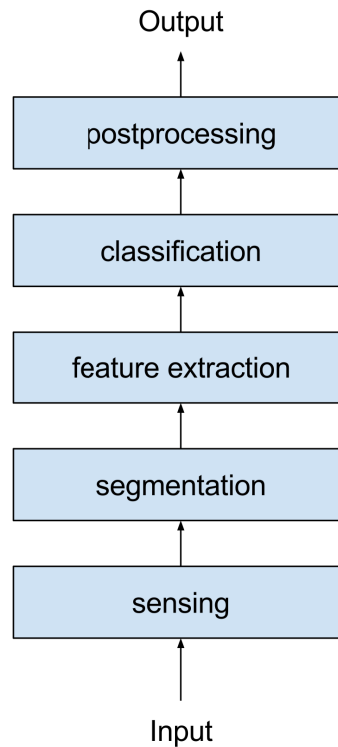 Output
postprocessing
classification
feature extraction
segmentation
sensing
Input